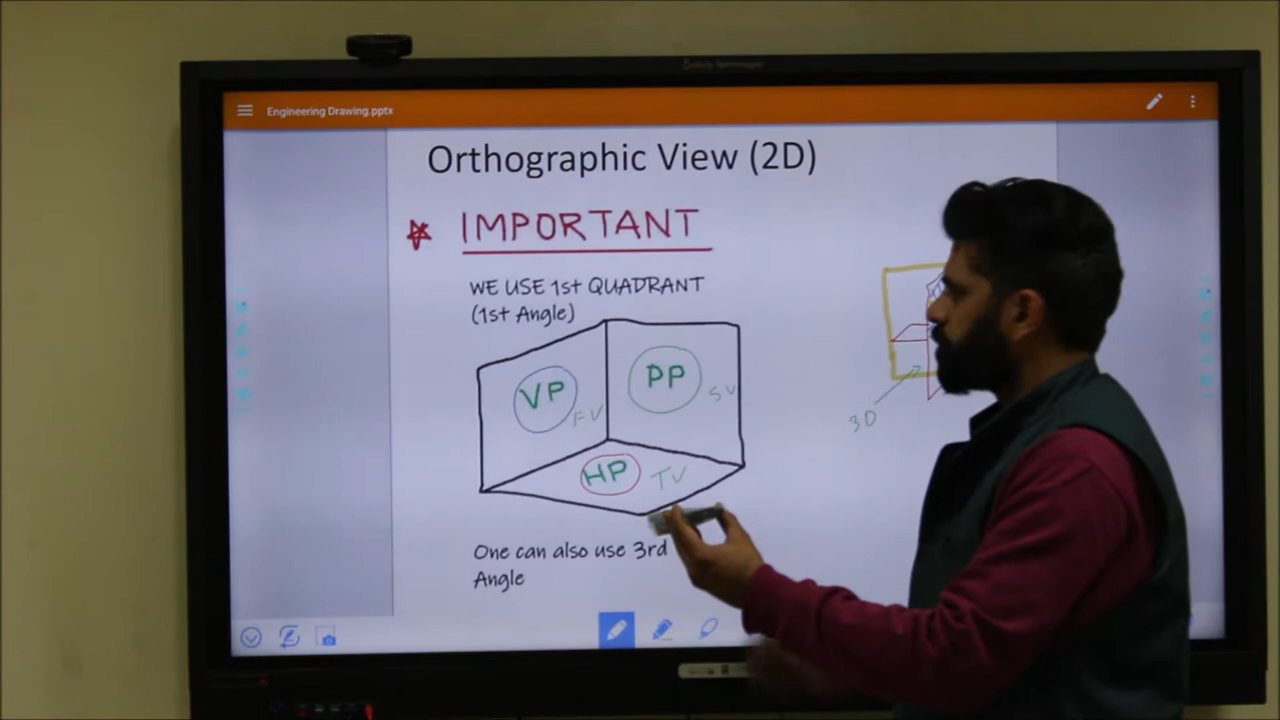 Engineering Drawing.pptx
Orthographic View (2D)
IMPORTANT
WE USE 1st QUADRANT
(1st Angle)
VP
FV
PP
SV
HP
TV
3D
One can also use 3rd
Angle